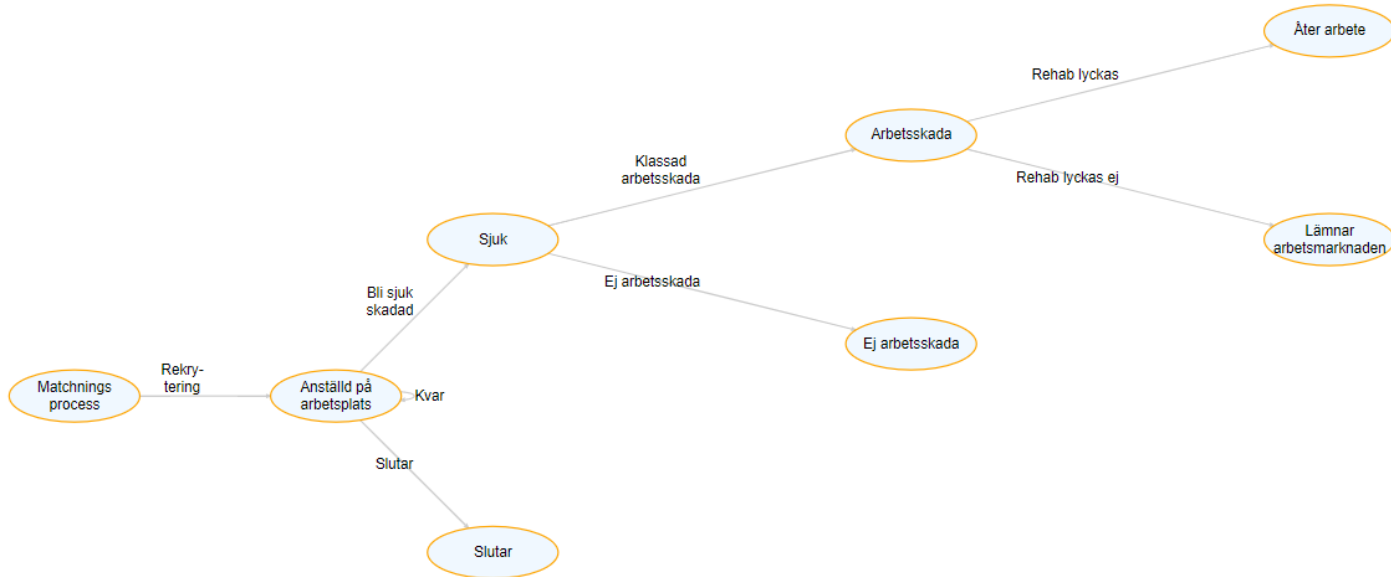 Åter arbete
Rehab lyckas
Arbetsskada
Klassad
arbetsskada
Rehab lyckas ej
Sjuk
Lämnar
arbetsmarknaden
Ej arbetsskada
Bli sjuk
skadad
Ej arbetsskada
Rekry-
tering
Matchnings
process
Anställd på
arbetsplats
Kvar
Slutar
Slutar